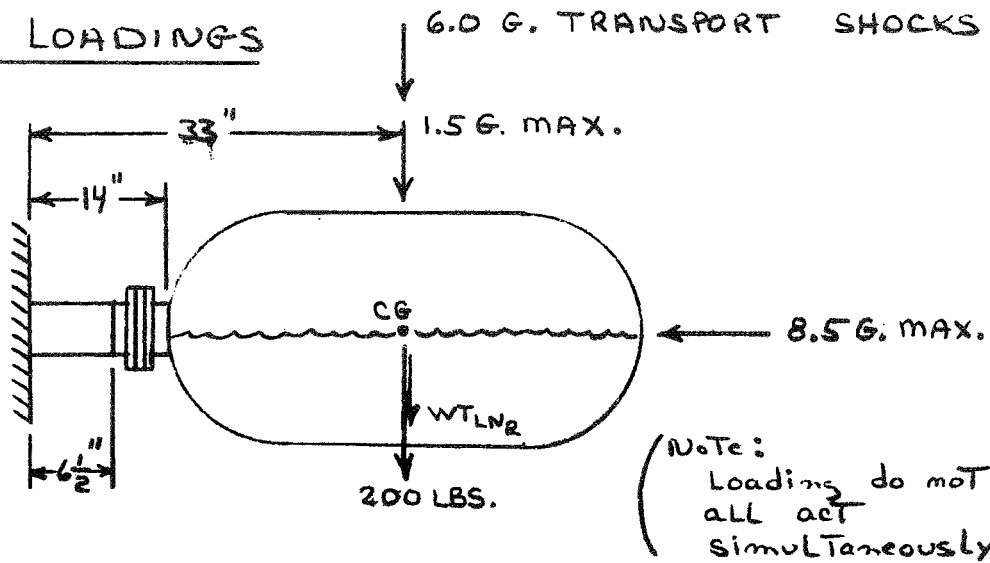 LOADINGS
6.0 G. TRANSPORT SHOCKS
33"
1.5 G. MAX.
14"
CG
8.5 G. MAX.
WT LN2
6 1/2"
200 LBS.
NOTE:
Loading do not
ALL act
simultaneously